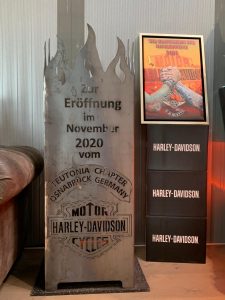 Zur
Eröffnung
im
November
2020
vom
TEUTONIA CHAPTER
OSNABRÜCK GERMANY
MOTOR
HARLEY-DAVIDSON
CYCLES
MOTOR
HARLEY-DAVIDSON
HARLEY-DAVIDSON
HARLEY-DAVIDSON